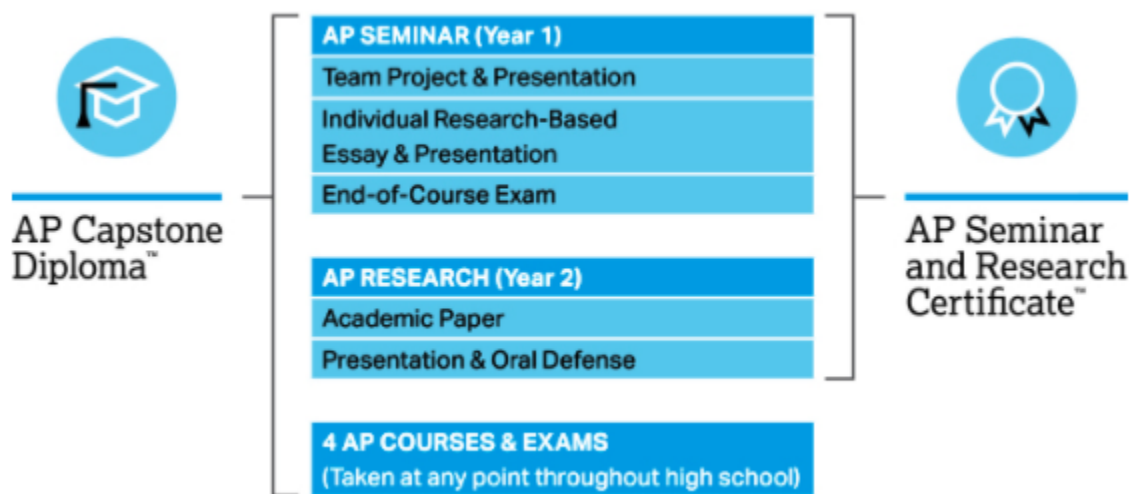 AP Capstone
Diploma™
AP SEMINAR (Year 1)
Team Project & Presentation
Individual Research-Based
Essay & Presentation
End-of-Course Exam
AP RESEARCH (Year 2)
Academic Paper
Presentation & Oral Defense
4 AP COURSES & EXAMS
(Taken at any point throughout high school)
AP Seminar
and Research
Certificate™